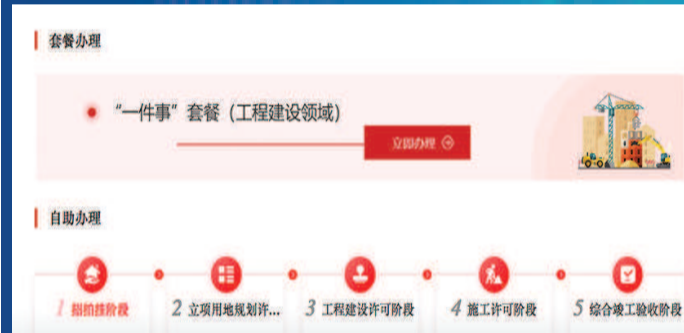 套餐办理
“一件事”套餐（工程建设领域）
立即办理
自助办理
1 招拍挂阶段 2 立项用地规划许... 3 工程建设许可阶段 4 施工许可阶段 5 综合竣工验收阶段